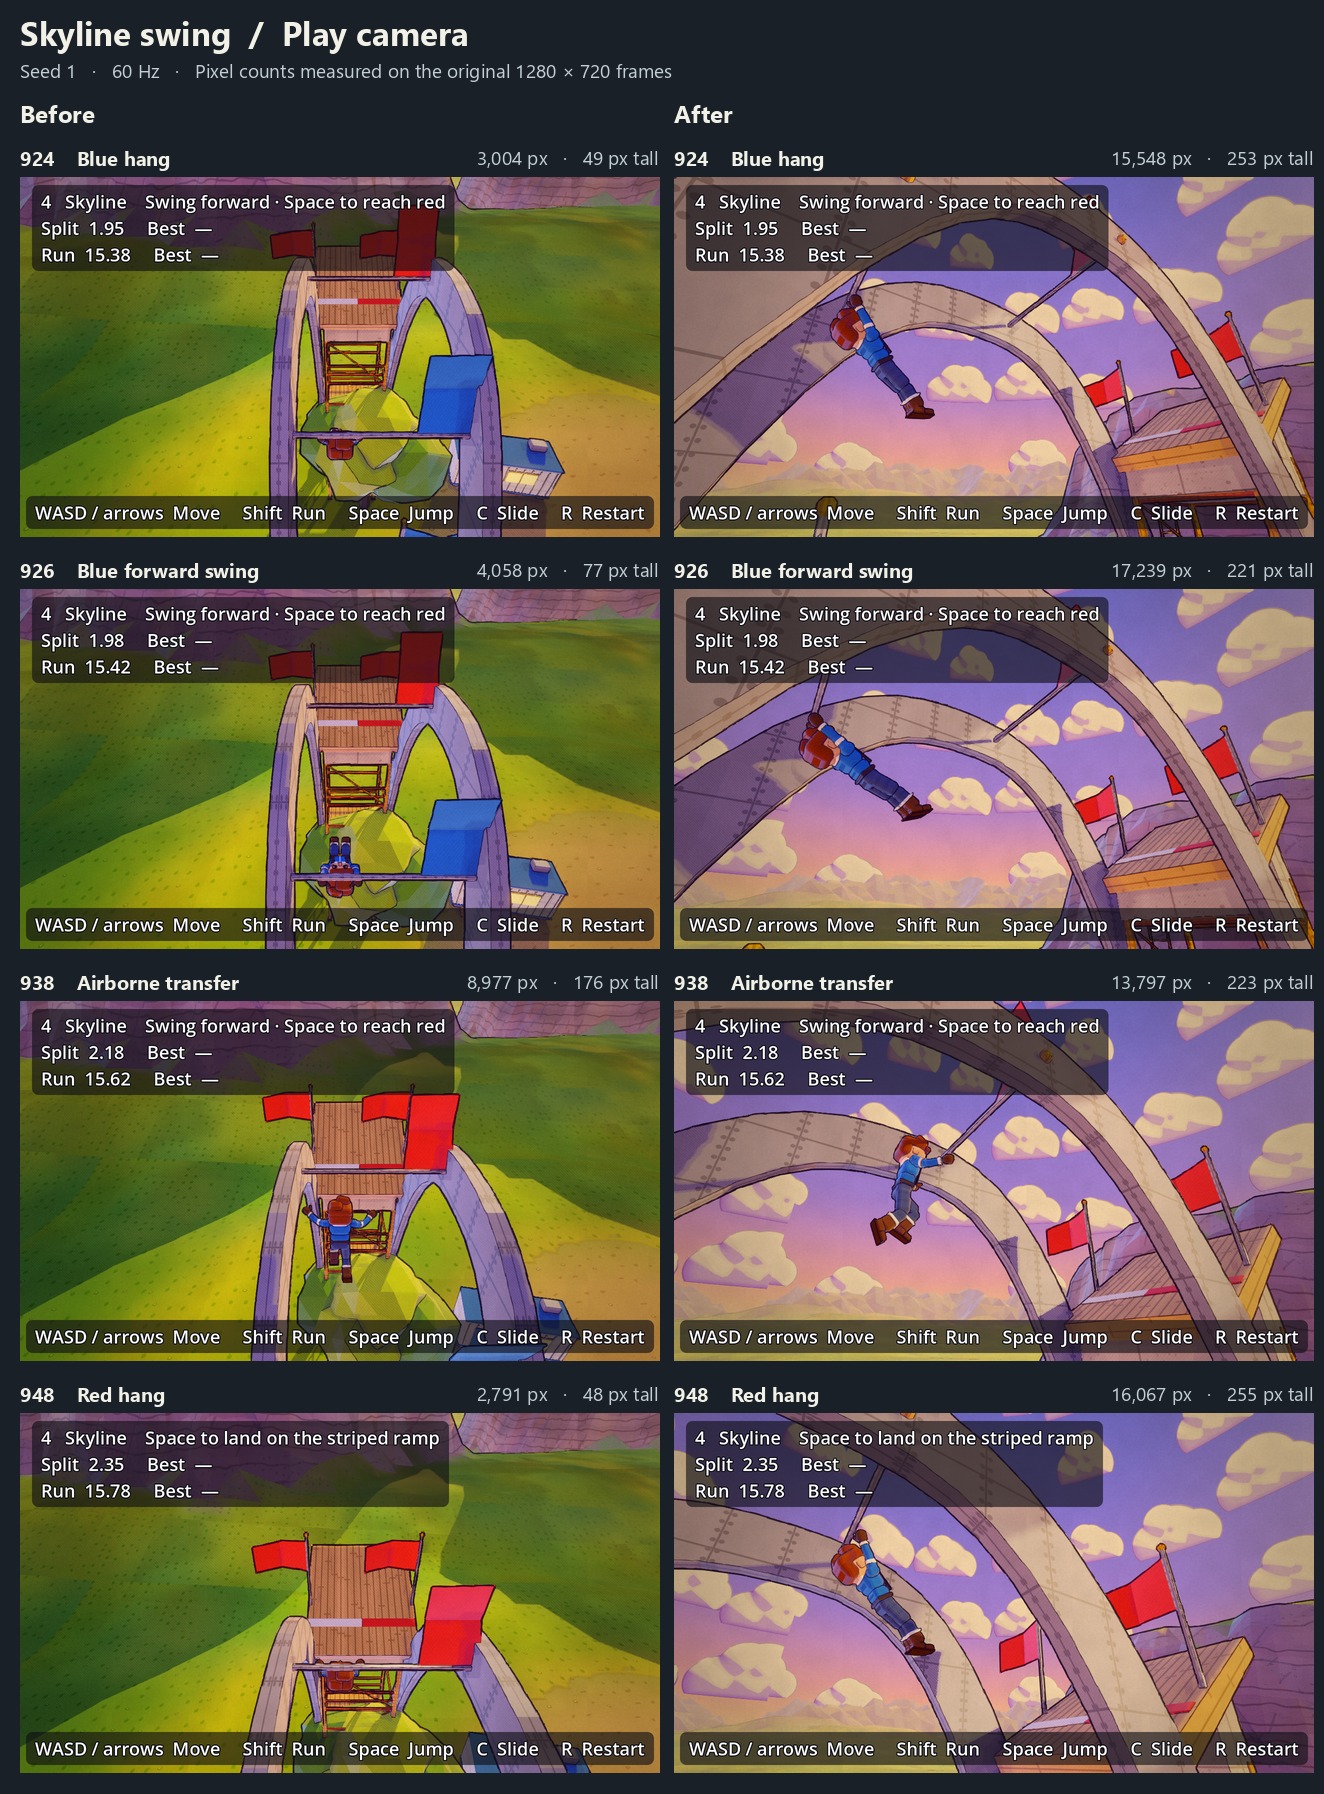 Skyline swing / Play camera
Seed 1 · 60 Hz · Pixel counts measured on the original 1280 × 720 frames
Before
After
924 Blue hang 3,004 px · 49 px tall
4 Skyline Swing forward · Space to reach red
Split 1.95 Best —
Run 15.38 Best —
WASD / arrows Move Shift Run Space Jump C Slide R Restart
924 Blue hang 15,548 px · 253 px tall
4 Skyline Swing forward · Space to reach red
Split 1.95 Best —
Run 15.38 Best —
WASD / arrows Move Shift Run Space Jump C Slide R Restart
926 Blue forward swing 4,058 px · 77 px tall
4 Skyline Swing forward · Space to reach red
Split 1.98 Best —
Run 15.42 Best —
WASD / arrows Move Shift Run Space Jump C Slide R Restart
926 Blue forward swing 17,239 px · 221 px tall
4 Skyline Swing forward · Space to reach red
Split 1.98 Best —
Run 15.42 Best —
WASD / arrows Move Shift Run Space Jump C Slide R Restart
938 Airborne transfer 8,977 px · 176 px tall
4 Skyline Swing forward · Space to reach red
Split 2.18 Best —
Run 15.62 Best —
WASD / arrows Move Shift Run Space Jump C Slide R Restart
938 Airborne transfer 13,797 px · 223 px tall
4 Skyline Swing forward · Space to reach red
Split 2.18 Best —
Run 15.62 Best —
WASD / arrows Move Shift Run Space Jump C Slide R Restart
948 Red hang 2,791 px · 48 px tall
4 Skyline Space to land on the striped ramp
Split 2.35 Best —
Run 15.78 Best —
WASD / arrows Move Shift Run Space Jump C Slide R Restart
948 Red hang 16,067 px · 255 px tall
4 Skyline Space to land on the striped ramp
Split 2.35 Best —
Run 15.78 Best —
WASD / arrows Move Shift Run Space Jump C Slide R Restart